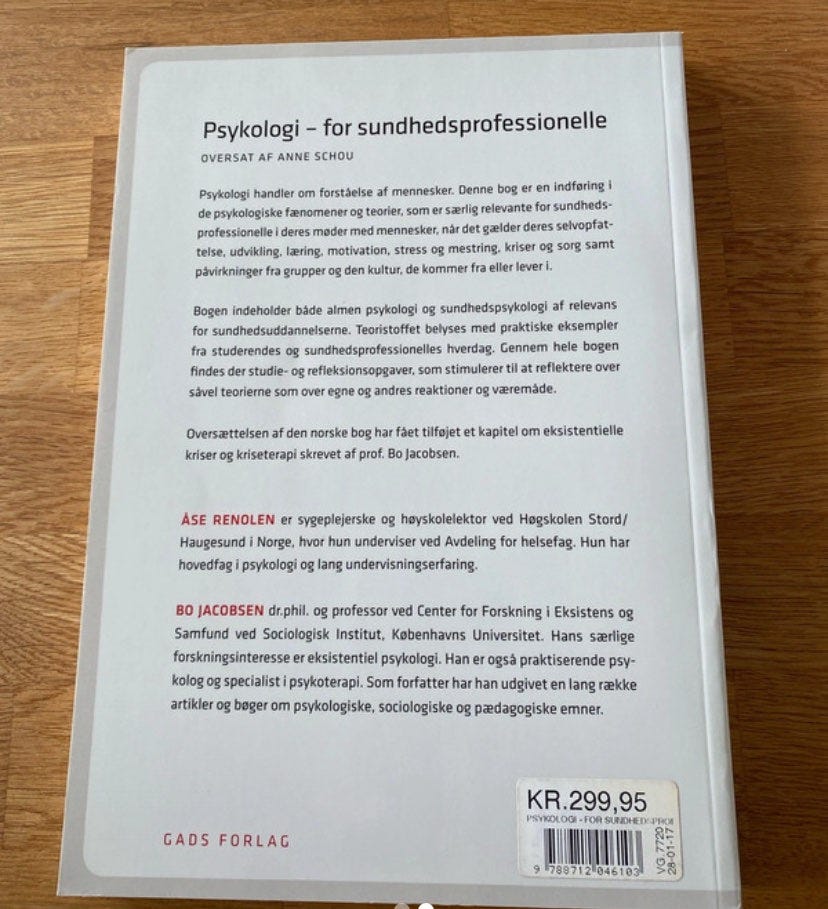 Psykologi – for sundhedsprofessionelle
OVERSAT AF ANNE SCHOU
Psykologi handler om forståelse af mennesker. Denne bog er en indføring i
de psykologiske fænomener og teorier, som er særlig relevante for sundheds-
professionelle i deres møder med mennesker, når det gælder deres selvopfat-
telse, udvikling, læring, motivation, stress og mestring, kriser og sorg samt
påvirkninger fra grupper og den kultur, de kommer fra eller lever i.
Bogen indeholder både almen psykologi og sundhedspsykologi af relevans
for sundhedsuddannelserne. Teoristoffet belyses med praktiske eksempler
fra studerendes og sundhedsprofessionelles hverdag. Gennem hele bogen
findes der studie- og refleksionsopgaver, som stimulerer til at reflektere over
såvel teorierne som over egne og andres reaktioner og væremåde.
Oversættelsen af den norske bog har fået tilføjet et kapitel om eksistentielle
kriser og kriseterapi skrevet af prof. Bo Jacobsen.
ÅSE RENOLEN er sygeplejerske og høyskolelektor ved Høgskolen Stord/
Haugesund i Norge, hvor hun underviser ved Avdeling for helsefag. Hun har
hovedfag i psykologi og lang undervisningserfaring.
BO JACOBSEN dr.phil. og professor ved Center for Forskning i Eksistens og
Samfund ved Sociologisk Institut, Københavns Universitet. Hans særlige
forskningsinteresse er eksistentiel psykologi. Han er også praktiserende psy-
kolog og specialist i psykoterapi. Som forfatter har han udgivet en lang række
artikler og bøger om psykologiske, sociologiske og pædagogiske emner.
GADS FORLAG
KR.299,95
PSYKOLOGI - FOR SUNDHEDSPROF
9 788712 046103
VG. 7720
28-01-17